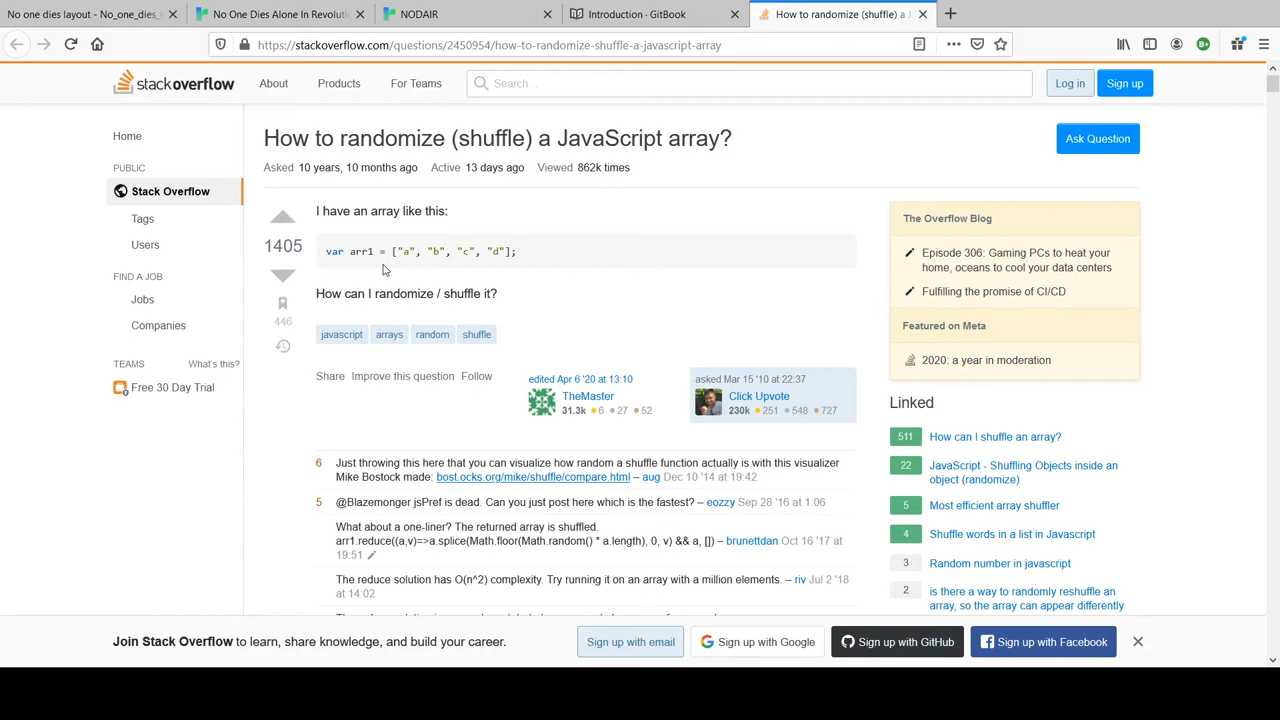 No one dies layout - No_one_dies_
No One Dies Alone In Revoluti
NODAIR
Introduction · GitBook
How to randomize (shuffle) a J
https://stackoverflow.com/questions/2450954/how-to-randomize-shuffle-a-javascript-array
stackoverflow
About
Products
For Teams
Search...
Log in
Sign up
Home
PUBLIC
Stack Overflow
Tags
Users
FIND A JOB
Jobs
Companies
TEAMS
What's this?
Free 30 Day Trial
How to randomize (shuffle) a JavaScript array?
Ask Question
Asked 10 years, 10 months ago Active 13 days ago Viewed 862k times
1405
446
I have an array like this:
var arr1 = ["a", "b", "c", "d"];
How can I randomize / shuffle it?
javascript arrays random shuffle
Share Improve this question Follow
edited Apr 6 '20 at 13:10
TheMaster
31.3k 6 27 52
asked Mar 15 '10 at 22:37
Click Upvote
230k 251 548 727
6 Just throwing this here that you can visualize how random a shuffle function actually is with this visualizer
Mike Bostock made: bost.ocks.org/mike/shuffle/compare.html – aug Dec 10 '14 at 19:42
5 @Blazemonger jsPref is dead. Can you just post here which is the fastest? – eozzy Sep 28 '16 at 1:06
What about a one-liner? The returned array is shuffled.
arr1.reduce((a,v)=>a.splice(Math.floor(Math.random() * a.length), 0, v) && a, []) – brunettdan Oct 16 '17 at
19:51
The reduce solution has O(n^2) complexity. Try running it on an array with a million elements. – riv Jul 2 '18
at 14:02
The Overflow Blog
Episode 306: Gaming PCs to heat your
home, oceans to cool your data centers
Fulfilling the promise of CI/CD
Featured on Meta
2020: a year in moderation
Linked
511 How can I shuffle an array?
22 JavaScript - Shuffling Objects inside an
object (randomize)
5 Most efficient array shuffler
4 Shuffle words in a list in Javascript
3 Random number in javascript
2 is there a way to randomly reshuffle an
array, so the array can appear differently
Join Stack Overflow to learn, share knowledge, and build your career.
Sign up with email
Sign up with Google
Sign up with GitHub
Sign up with Facebook